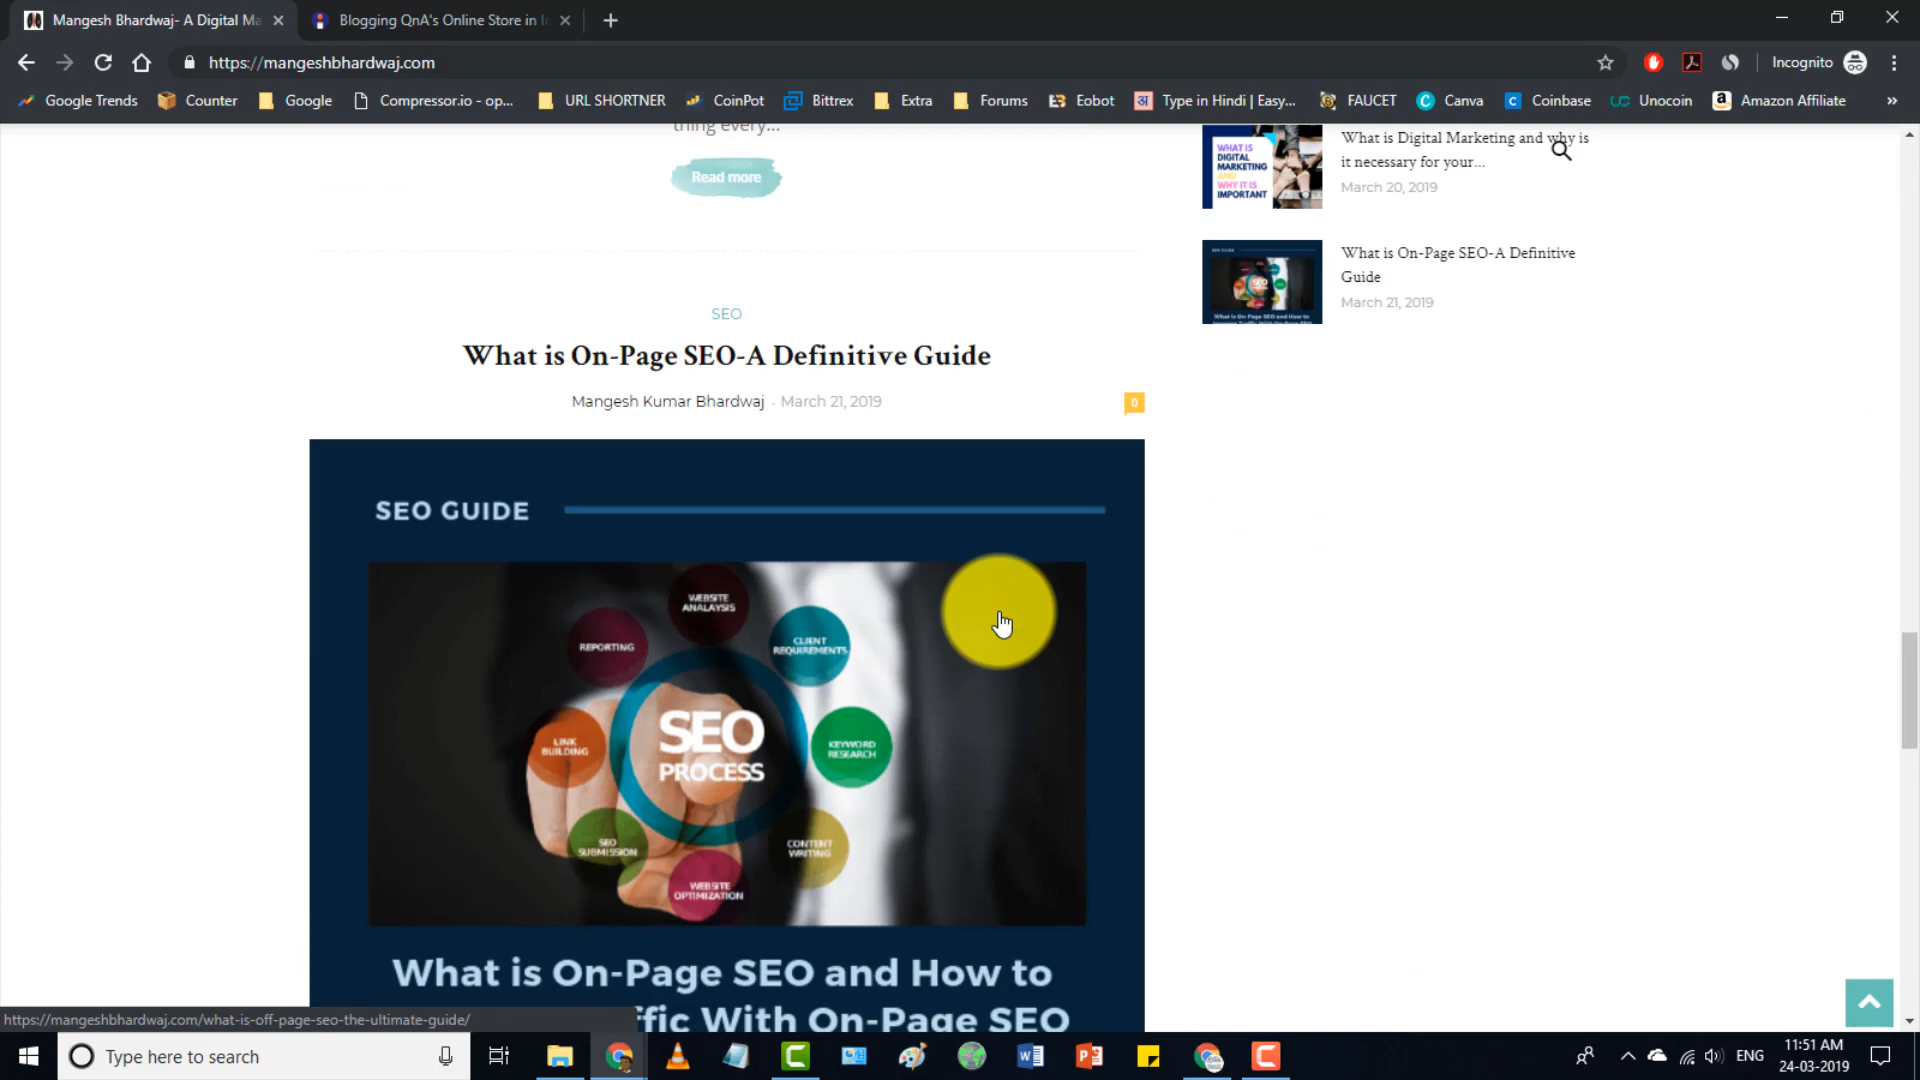 Mangesh Bhardwaj- A Digital Ma
Blogging QnA's Online Store in I
https://mangeshbhardwaj.com
Incognito
Google Trends
Counter
Google
Compressor.io - op...
URL SHORTNER
CoinPot
Bittrex
Extra
Forums
Eobot
Type in Hindi | Easy...
FAUCET
Canva
Coinbase
Unocoin
Amazon Affiliate
thing every...
Read more
WHAT IS
DIGITAL
MARKETING
AND
WHY IT IS
IMPORTANT
What is Digital Marketing and why is
it necessary for your...
March 20, 2019
What is On-Page SEO-A Definitive
Guide
March 21, 2019
SEO
What is On-Page SEO-A Definitive Guide
Mangesh Kumar Bhardwaj - March 21, 2019
0
SEO GUIDE
WEBSITE
ANALAYSIS
REPORTING
CLIENT
REQUIREMENTS
LINK
BUILDING
SEO
PROCESS
KEYWORD
RESEARCH
SEO
SUBMISSION
CONTENT
WRITING
WEBSITE
OPTIMIZATION
What is On-Page SEO and How to
ffic With On-Page SEO
https://mangeshbhardwaj.com/what-is-off-page-seo-the-ultimate-guide/
Type here to search
ENG
11:51 AM
24-03-2019